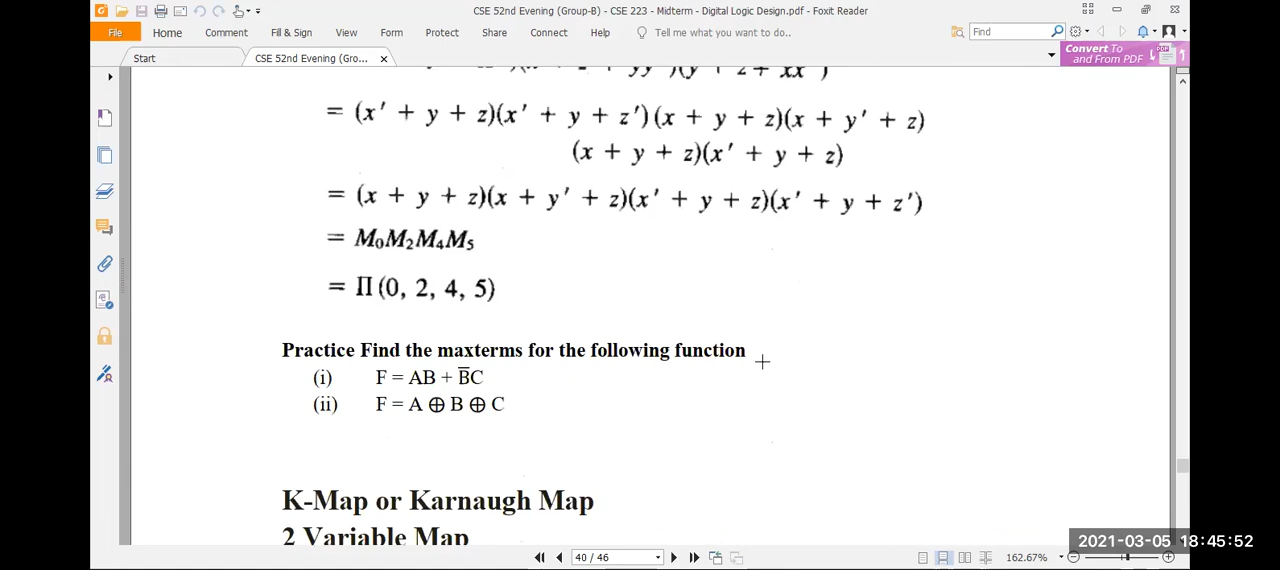 CSE 52nd Evening (Group-B) - CSE 223 - Midterm - Digital Logic Design.pdf - Foxit Reader
File Home Comment Fill & Sign View Form Protect Share Connect Help Tell me what you want to do.. Find
Start CSE 52nd Evening (Gro... Convert To and From PDF PDF
= (x' + y + z)(x' + y + z')(x + y + z)(x + y' + z)
(x + y + z)(x' + y + z)
= (x + y + z)(x + y' + z)(x' + y + z)(x' + y + z')
= M₀M₂M₄M₅
= Π(0, 2, 4, 5)
Practice Find the maxterms for the following function
(i) F = AB + B̅C
(ii) F = A ⊕ B ⊕ C
K-Map or Karnaugh Map
2 Variable Map
2021-03-05 18:45:52
40 / 46 162.67%